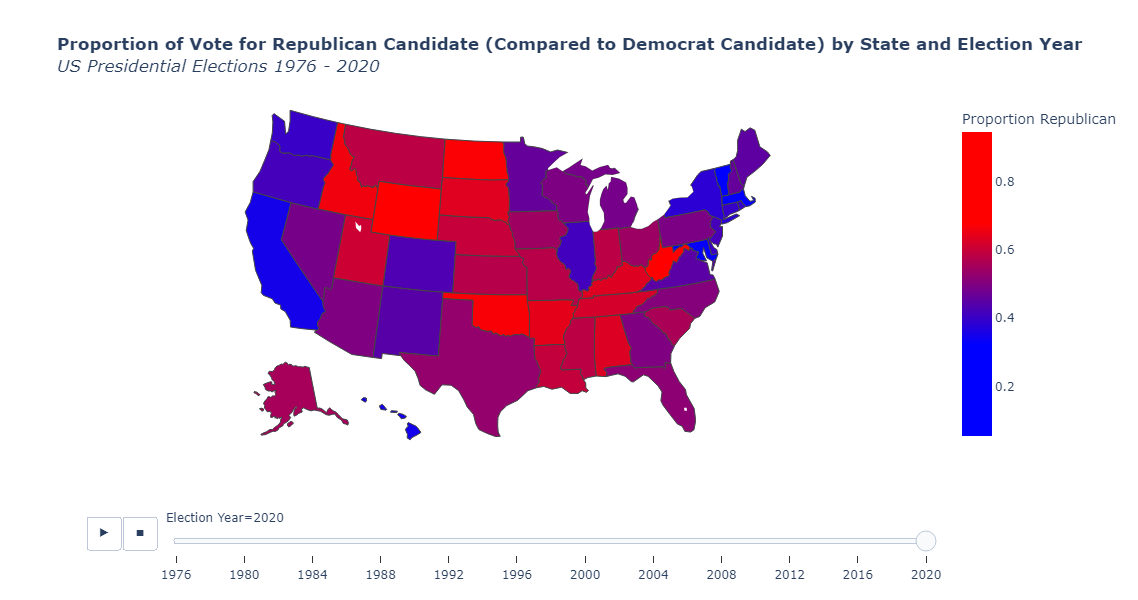 Proportion of Vote for Republican Candidate (Compared to Democrat Candidate) by State and Election Year
US Presidential Elections 1976 - 2020
Proportion Republican
0.8
0.6
0.4
0.2
Election Year=2020
1976 1980 1984 1988 1992 1996 2000 2004 2008 2012 2016 2020